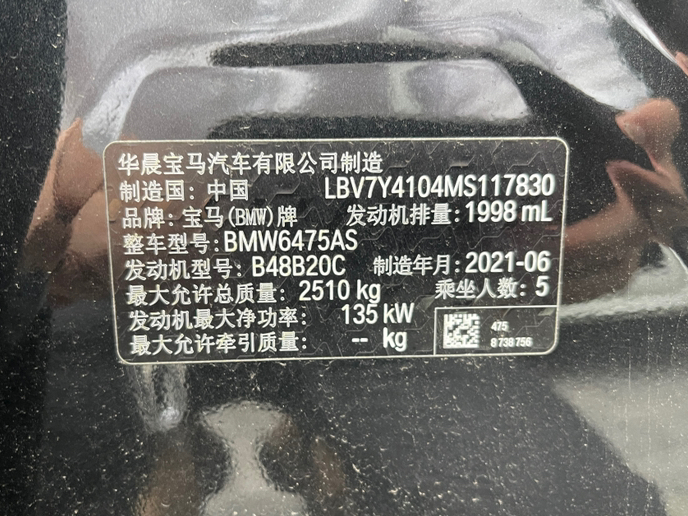 华晨宝马汽车有限公司制造
制造国: 中国 LBV7Y4104MS117830
品牌: 宝马(BMW)牌 发动机排量: 1998 mL
整车型号: BMW6475AS
发动机型号: B48B20C 制造年月: 2021-06
最大允许总质量: 2510 kg 乘坐人数: 5
发动机最大净功率: 135 kW
最大允许牵引质量: -- kg
475
8 738 756